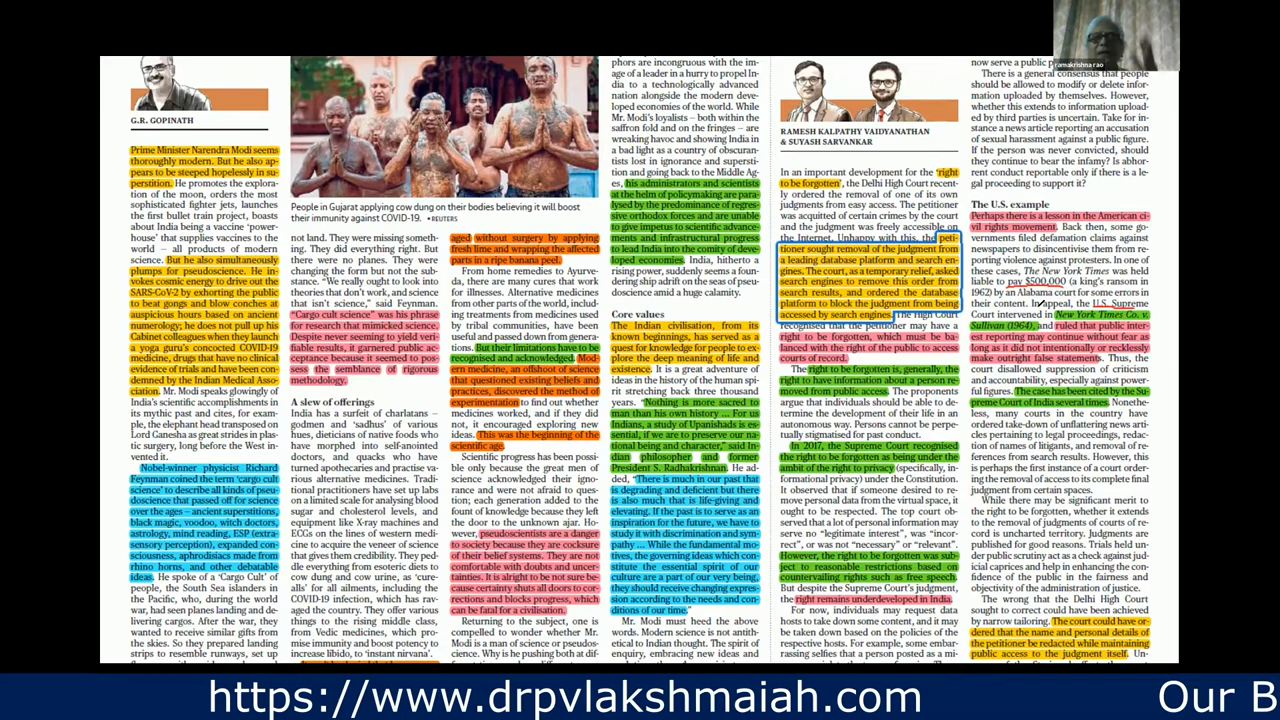 G.R. GOPINATH
Prime Minister Narendra Modi seems
thoroughly modern. But he also ap-
pears to be steeped hopelessly in su-
perstition. He promotes the explora-
tion of the moon, orders the most
sophisticated fighter jets, launches
the first bullet train project, boasts
about India being a vaccine 'power-
house' that supplies vaccines to the
world – all products of modern
science. But he also simultaneously
plumps for pseudoscience. He in-
vokes cosmic energy to drive out the
SARS-CoV-2 by exhorting the public
to beat gongs and blow conches at
auspicious hours based on ancient
numerology; he does not pull up his
Cabinet colleagues when they launch
a yoga guru's concocted COVID-19
medicine, drugs that have no clinical
evidence of trials and have been con-
demned by the Indian Medical Asso-
ciation. Mr. Modi speaks glowingly of
India's scientific accomplishments in
its mythic past and cites, for exam-
ple, the elephant head transposed on
Lord Ganesha as great strides in plas-
tic surgery, long before the West in-
vented it.
Nobel-winner physicist Richard
Feynman coined the term 'cargo cult
science' to describe all kinds of pseu-
doscience that passed off for science
over the ages – ancient superstitions,
black magic, voodoo, witch doctors,
astrology, mind reading, ESP (extra-
sensory perception), expanded con-
sciousness, aphrodisiacs made from
rhino horns, and other debatable
ideas. He spoke of a 'Cargo Cult' of
people, the South Sea islanders in
the Pacific, who, during the world
war, had seen planes landing and de-
livering cargos. After the war, they
wanted to receive similar gifts from
the skies. So they prepared landing
strips to resemble runways, set up
People in Gujarat applying cow dung on their bodies believing it will boost
their immunity against COVID-19. • REUTERS
not land. They were missing someth-
ing. They did everything right. But
there were no planes. They were
changing the form but not the sub-
stance. "We really ought to look into
theories that don't work, and science
that isn't science," said Feynman.
"Cargo cult science" was his phrase
for research that mimicked science.
Despite never seeming to yield veri-
fiable results, it garnered public ac-
ceptance because it seemed to pos-
sess the semblance of rigorous
methodology.
A slew of offerings
India has a surfeit of charlatans –
godmen and 'sadhus' of various
hues, dieticians of native foods who
have morphed into self-anointed
doctors, and quacks who have
turned apothecaries and practise va-
rious alternative medicines. Tradi-
tional practitioners have set up labs
on a limited scale for analysing blood
sugar and cholesterol levels, and
equipment like X-ray machines and
ECGs on the lines of western medi-
cine to acquire the veneer of science
that gives them credibility. They ped-
dle everything from esoteric diets to
cow dung and cow urine, as 'cure-
alls' for all ailments, including the
COVID-19 infection, which has rav-
aged the country. They offer various
things to the rising middle class,
from Vedic medicines, which pro-
mise immunity and boost potency to
increase libido, to 'instant nirvana'.
aged without surgery by applying
fresh lime and wrapping the affected
parts in a ripe banana peel.
From home remedies to Ayurve-
da, there are many cures that work
for illnesses. Alternative medicines
from other parts of the world, includ-
ing treatments from medicines used
by tribal communities, have been
useful and passed down from genera-
tions. But their limitations have to be
recognised and acknowledged. Mod-
ern medicine, an offshoot of science
that questioned existing beliefs and
practices, discovered the method of
experimentation to find out whether
medicines worked, and if they did
not, it encouraged exploring new
ideas. This was the beginning of the
scientific age.
Scientific progress has been possi-
ble only because the great men of
science acknowledged their igno-
rance and were not afraid to ques-
tion; each generation added to the
fount of knowledge because they left
the door to the unknown ajar. Ho-
wever, pseudoscientists are a danger
to society because they are cocksure
of their belief systems. They are not
comfortable with doubts and uncer-
tainties. It is alright to not be sure be-
cause certainty shuts all doors to cor-
rections and blocks progress, which
can be fatal for a civilisation.
Returning to the subject, one is
compelled to wonder whether Mr.
Modi is a man of science or pseudos-
cience. Why is he pushing both at dif-
phors are incongruous with the im-
age of a leader in a hurry to propel In-
dia to a technologically advanced
nation alongside the modern deve-
loped economies of the world. While
Mr. Modi's loyalists – both within the
saffron fold and on the fringes – are
wreaking havoc and showing India in
a bad light as a country of obscuran-
tists lost in ignorance and supersti-
tion and going back to the Middle Ag-
es, his administrators and scientists
at the helm of policymaking are para-
lysed by the predominance of regres-
sive orthodox forces and are unable
to give impetus to scientific advance-
ments and infrastructural progress
to lead India into the comity of deve-
loped economies. India, hitherto a
rising power, suddenly seems a foun-
dering ship at the altar of pseu-
doscience amid a huge calamity.
Core values
The Indian civilisation, from its
known beginnings, has served as a
quest for knowledge for people to ex-
plore the deep meaning of life and
existence. It is a great adventure of
ideas in the history of the human spi-
rit stretching back three thousand
years. "Nothing is more sacred to
man than his own history ... For us
Indians, a study of Upanishads is es-
sential, if we are to preserve our na-
tional being and character," said In-
dian philosopher and former
President S. Radhakrishnan. He ad-
ded, "There is much in our past that
is degrading and deficient but there
is also much that is life-giving and
elevating. If the past is to serve as an
inspiration for the future, we have to
study it with discrimination and sym-
pathy ... While the fundamental mo-
tives, the governing ideas which con-
stitute the essential spirit of our
culture are a part of our very being,
they should receive changing expres-
sion according to the needs and con-
ditions of our time."
Mr. Modi must heed the above
words. Modern science is not antith-
etical to Indian thought. The spirit of
enquiry, embracing new ideas and
RAMESH KALPATHY VAIDYANATHAN
& SUYASH SARVANKAR
In an important development for the 'right
to be forgotten', the Delhi High Court recent-
ly ordered the removal of one of its own
judgments from easy access. The petitioner
was acquitted of certain crimes by the court
and the judgment was freely accessible on
the Internet. Unhappy with this, the peti-
tioner sought removal of the judgment from
a leading database platform and search en-
gines. The court, as a temporary relief, asked
search engines to remove this order from
search results, and ordered the database
platform to block the judgment from being
accessed by search engines. The High Court
recognised that the petitioner may have a
right to be forgotten, which must be ba-
lanced with the right of the public to access
courts of record.
The right to be forgotten is, generally, the
right to have information about a person re-
moved from public access. The proponents
argue that individuals should be able to de-
termine the development of their life in an
autonomous way. Persons cannot be perpe-
tually stigmatised for past conduct.
In 2017, the Supreme Court recognised
the right to be forgotten as being under the
ambit of the right to privacy (specifically, in-
formational privacy) under the Constitution.
It observed that if someone desired to re-
move personal data from the virtual space, it
ought to be respected. The top court ob-
served that a lot of personal information may
serve no "legitimate interest", was "incor-
rect", or was not "necessary" or "relevant".
However, the right to be forgotten was sub-
ject to reasonable restrictions based on
countervailing rights such as free speech.
But despite the Supreme Court's judgment,
the right remains underdeveloped in India.
For now, individuals may request data
hosts to take down some content, and it may
be taken down based on the policies of the
respective hosts. For example, some embar-
rassing selfies that a person posted as a mi-
now serve a public p
There is a general consensus that people
should be allowed to modify or delete infor-
mation uploaded by themselves. However,
whether this extends to information upload-
ed by third parties is uncertain. Take for in-
stance a news article reporting an accusation
of sexual harassment against a public figure.
If the person was never convicted, should
they continue to bear the infamy? Is abhor-
rent conduct reportable only if there is a le-
gal proceeding to support it?
The U.S. example
Perhaps there is a lesson in the American ci-
vil rights movement. Back then, some go-
vernments filed defamation claims against
newspapers to disincentivise them from re-
porting violence against protesters. In one of
these cases, The New York Times was held
liable to pay $500,000 (a king's ransom in
1962) by an Alabama court for some errors in
their content. In appeal, the U.S. Supreme
Court intervened in New York Times Co. v.
Sullivan (1964), and ruled that public inter-
est reporting may continue without fear as
long as it did not intentionally or recklessly
make outright false statements. Thus, the
court disallowed suppression of criticism
and accountability, especially against power-
ful figures. The case has been cited by the Su-
preme Court of India several times. Nonethe-
less, many courts in the country have
ordered take-down of unflattering news arti-
cles pertaining to legal proceedings, redac-
tion of names from judgments, and removal of re-
ferences from search results. However, this
is perhaps the first instance of a court order-
ing the removal of access to its complete final
judgment from certain spaces.
While there may be significant merit to
the right to be forgotten, whether it extends
to the removal of judgments of courts of re-
cord is uncharted territory. Judgments are
published for good reasons. Trials held un-
der public scrutiny act as a check against judi-
cial caprices and help in enhancing the con-
fidence of the public in the fairness and
objectivity of the administration of justice.
The wrong that the Delhi High Court
sought to correct could have been achieved
by narrow tailoring. The court could have or-
dered that the name and personal details of
the petitioner be redacted while maintaining
public access to the judgment itself. Un-
ramakrishna rao
https://www.drpvlakshmaiah.com
Our B